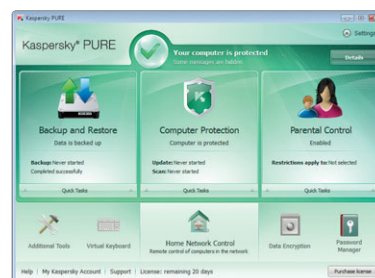 Kaspersky PURE
Settings
Kaspersky® PURE
Your computer is protected
Some messages are hidden
Details
Backup and Restore
Data is backed up
Backup: Never started
Completed successfully
Quick Tasks
Computer Protection
Computer is protected
Update: Never started
Scan: Never started
Quick Tasks
Parental Control
Enabled
Restrictions apply to: Not selected
Quick Tasks
Additional Tools
Virtual Keyboard
Home Network Control
Remote control of computers in the network
Data Encryption
Password
Manager
Help | My Kaspersky Account | Support | License: remaining 20 days
Purchase license